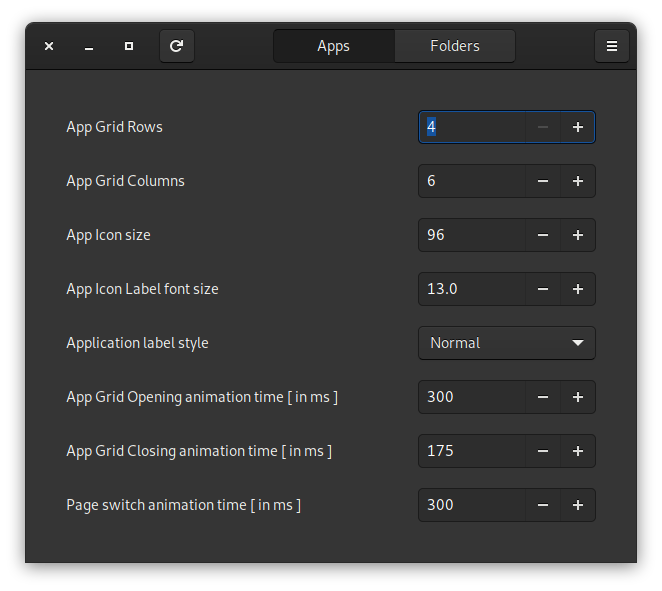 Apps Folders
App Grid Rows 4
App Grid Columns 6
App Icon size 96
App Icon Label font size 13.0
Application label style Normal
App Grid Opening animation time [ in ms ] 300
App Grid Closing animation time [ in ms ] 175
Page switch animation time [ in ms ] 300